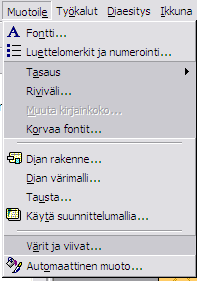 Muotoile Työkalut Diaesitys Ikkuna
Fontti...
Luettelomerkit ja numerointi...
Tasaus
Riviväli...
Muuta kirjainkoko...
Korvaa fontit...
Dian rakenne...
Dian värimalli...
Tausta...
Käytä suunnittelumallia...
Värit ja viivat...
Automaattinen muoto...